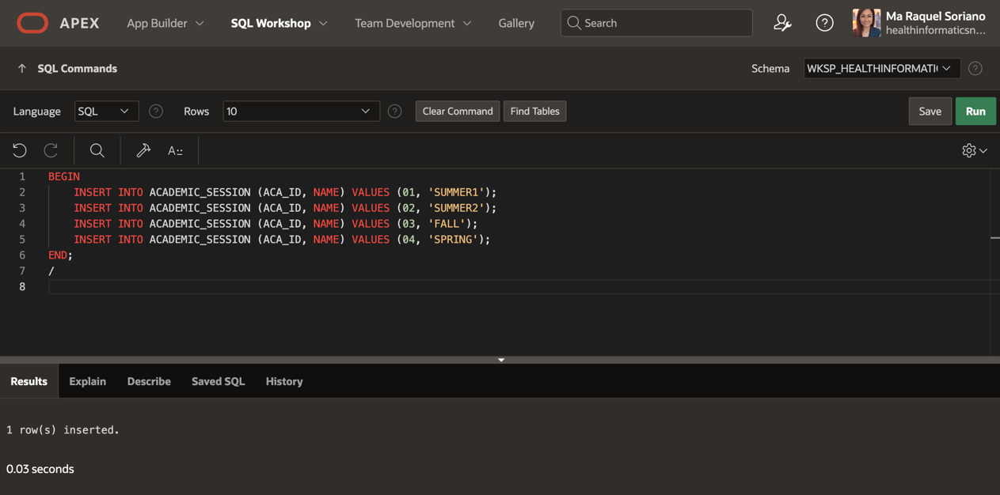 APEX App Builder SQL Workshop Team Development Gallery Search Ma Raquel Soriano
healthinformaticsn...
SQL Commands Schema WKSP_HEALTHINFORMATI
Language SQL Rows 10 Clear Command Find Tables Save Run
A::
1 BEGIN
2     INSERT INTO ACADEMIC_SESSION (ACA_ID, NAME) VALUES (01, 'SUMMER1');
3     INSERT INTO ACADEMIC_SESSION (ACA_ID, NAME) VALUES (02, 'SUMMER2');
4     INSERT INTO ACADEMIC_SESSION (ACA_ID, NAME) VALUES (03, 'FALL');
5     INSERT INTO ACADEMIC_SESSION (ACA_ID, NAME) VALUES (04, 'SPRING');
6 END;
7 /
8
Results Explain Describe Saved SQL History
1 row(s) inserted.
0.03 seconds